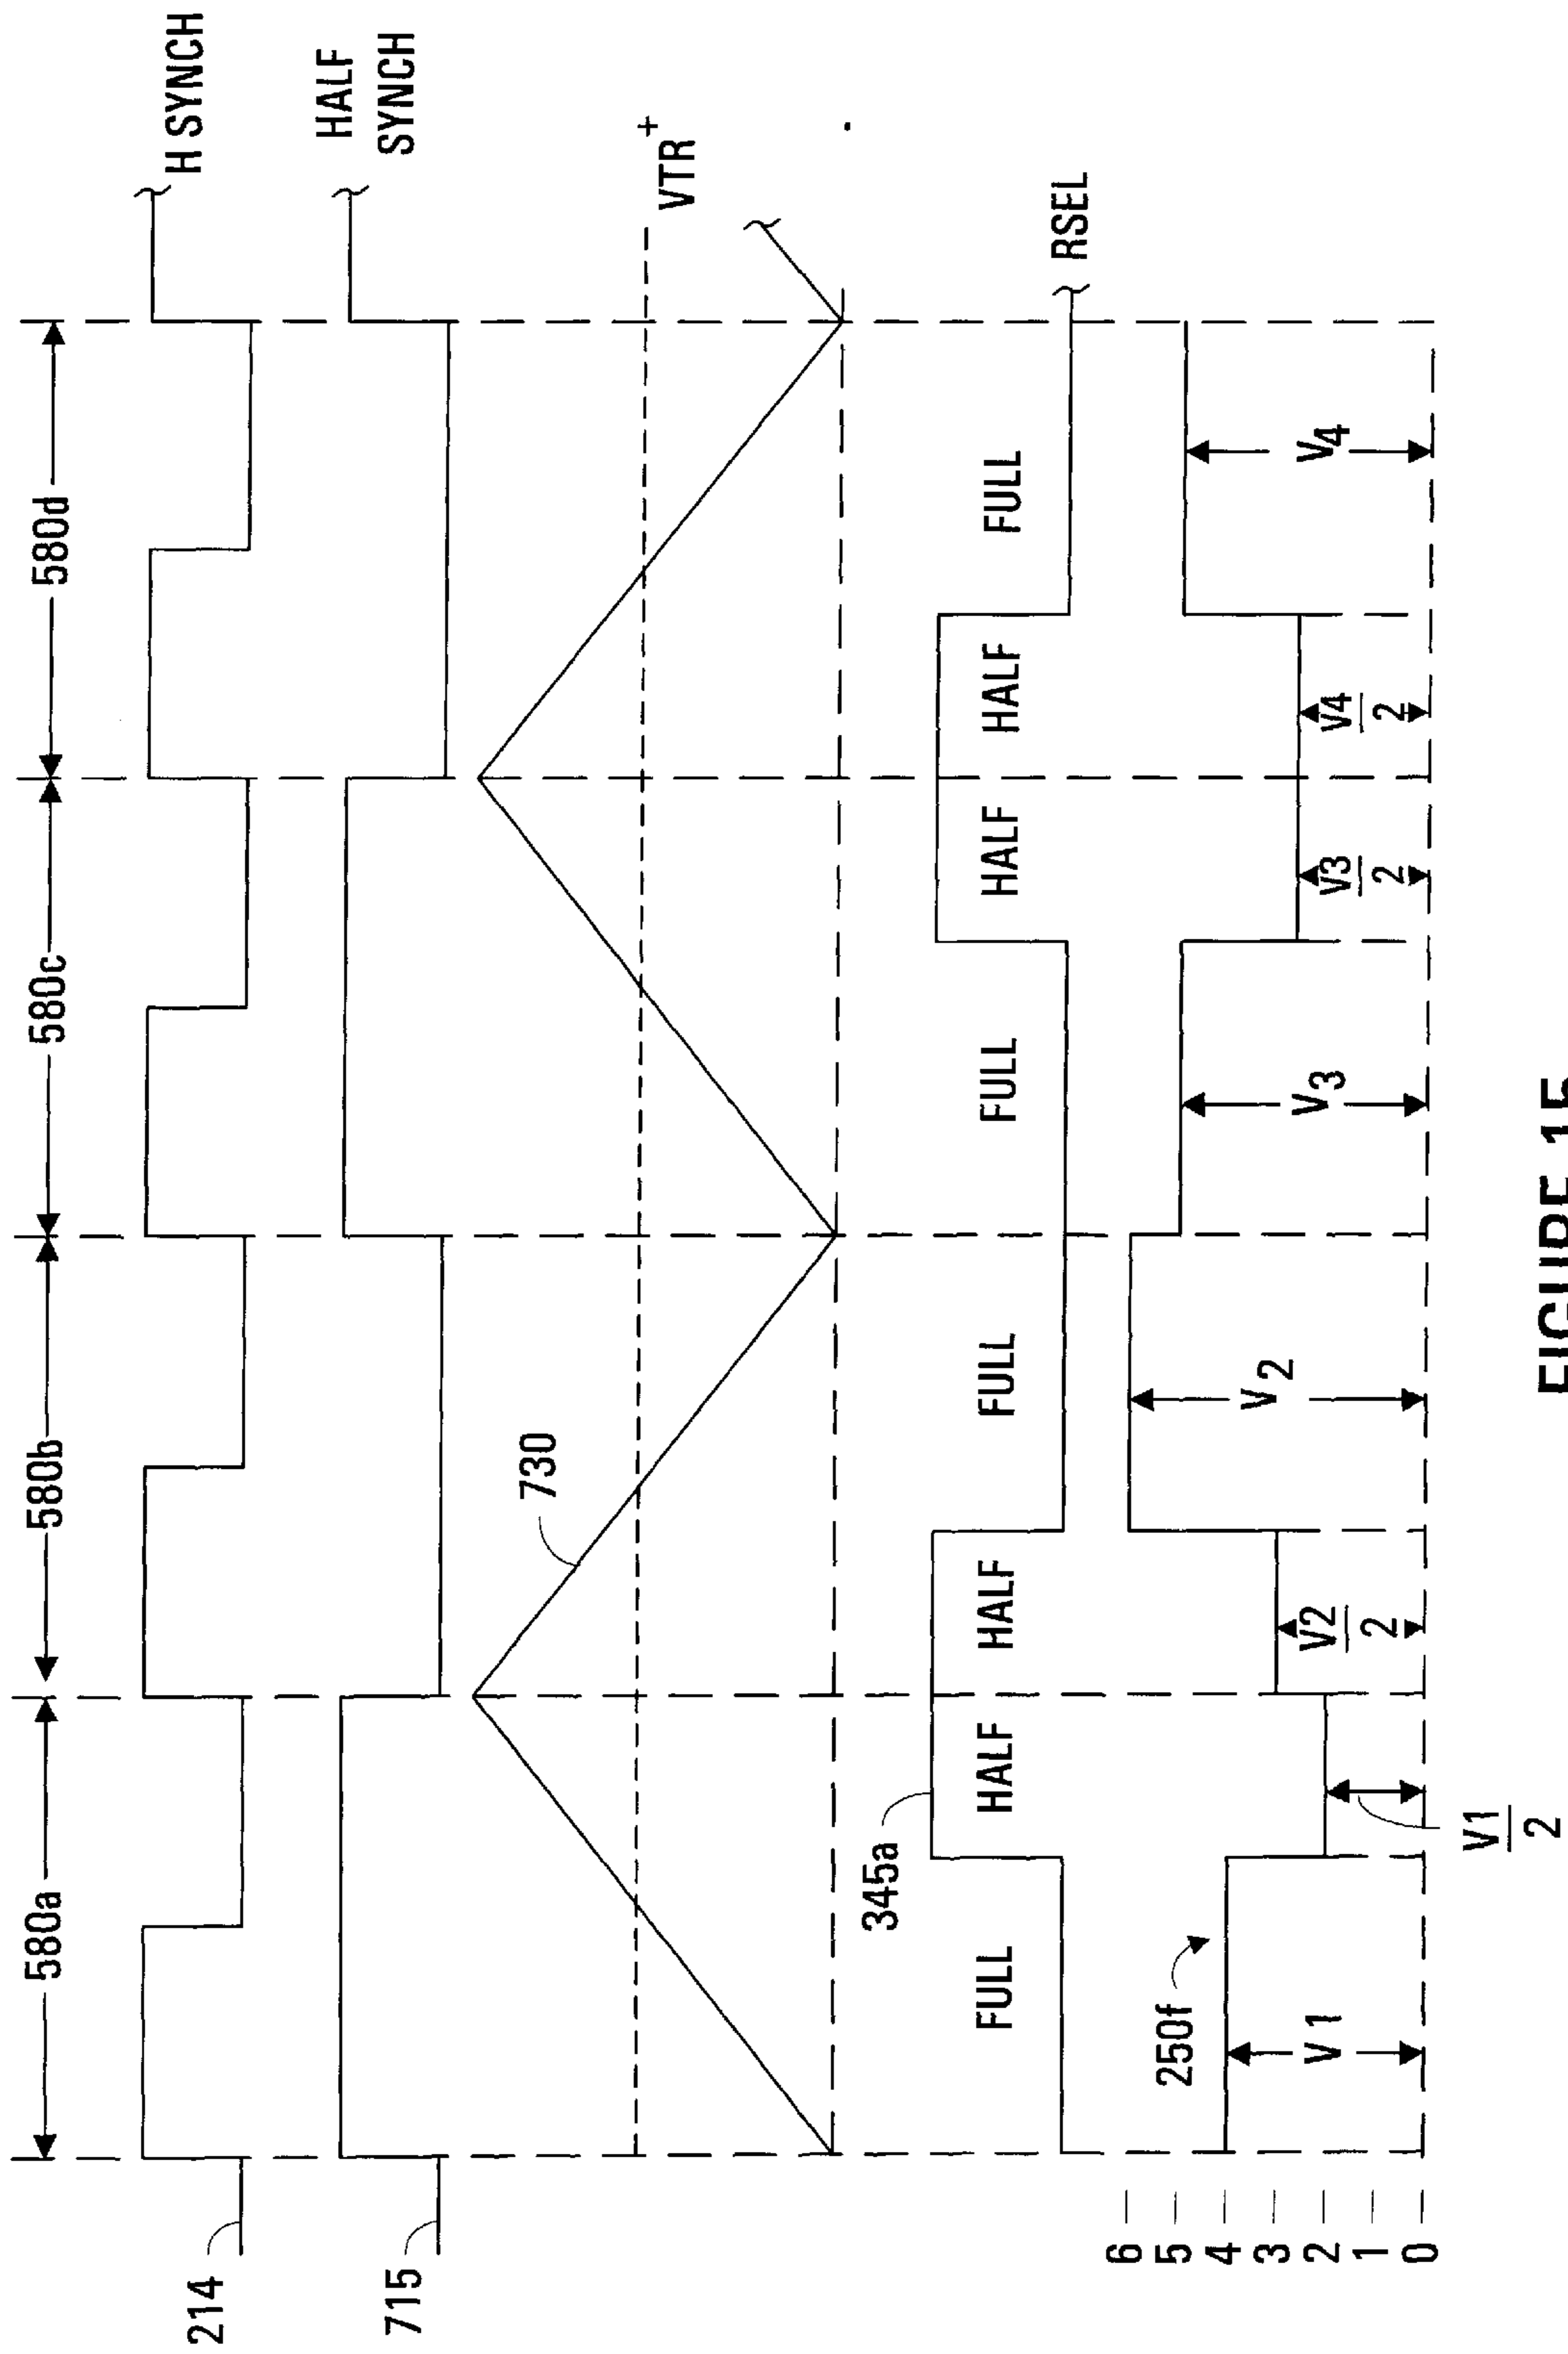 580a
580b
580c
580d
214
H SYNCH
715
HALF
SYNCH
730
VTR
+
345a
FULL
HALF
HALF
FULL
FULL
HALF
HALF
FULL
RSEL
250f
6
5
4
3
2
1
0
V1
V1
2
V2
2
V2
V3
V3
2
V4
2
V4
FIGURE 15